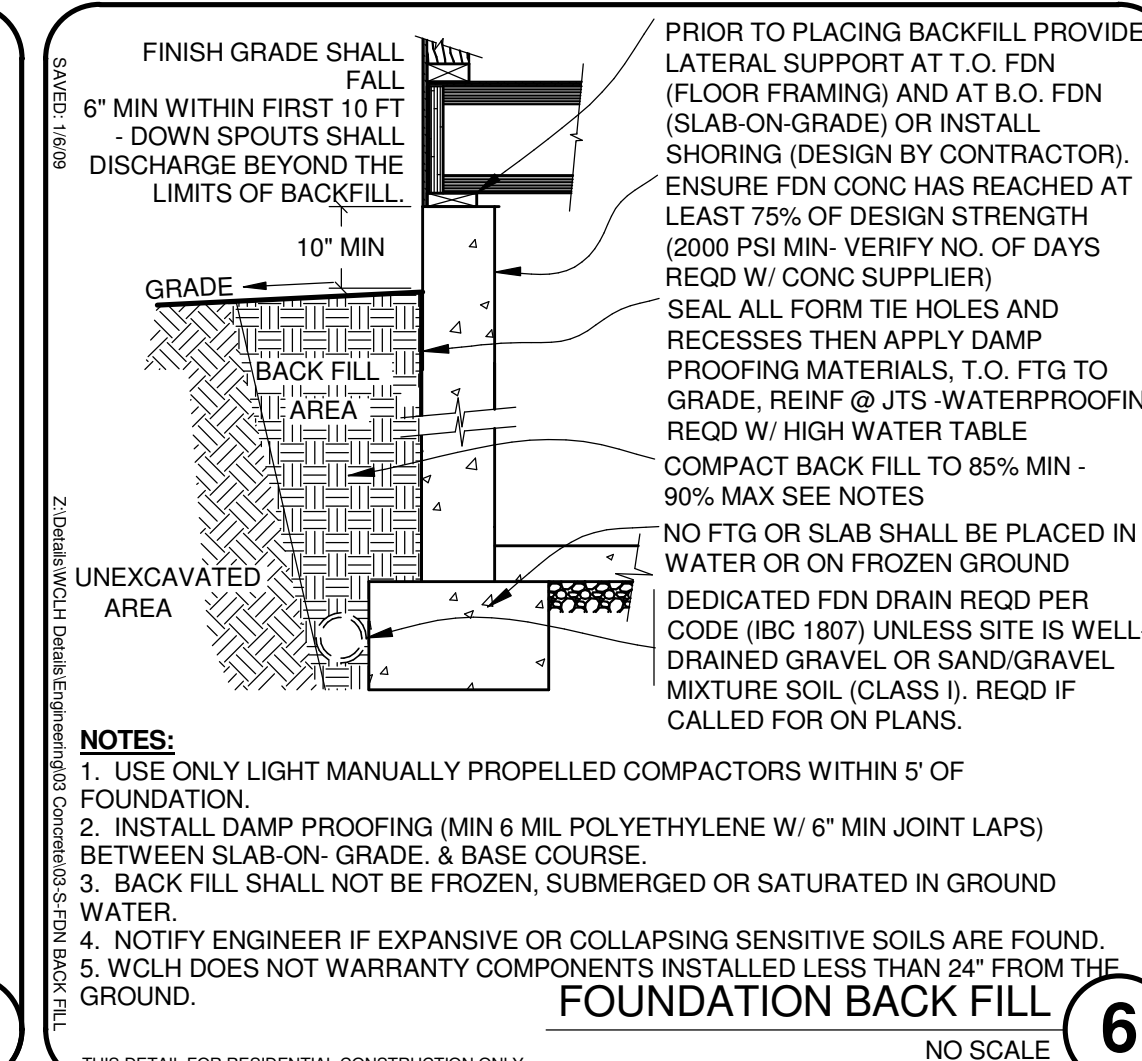 FINISH GRADE SHALL
FALL
6" MIN WITHIN FIRST 10 FT
- DOWN SPOUTS SHALL
DISCHARGE BEYOND THE
LIMITS OF BACKFILL.
10" MIN
GRADE
BACK FILL
AREA
UNEXCAVATED
AREA
PRIOR TO PLACING BACKFILL PROVIDE
LATERAL SUPPORT AT T.O. FDN
(FLOOR FRAMING) AND AT B.O. FDN
(SLAB-ON-GRADE) OR INSTALL
SHORING (DESIGN BY CONTRACTOR).
ENSURE FDN CONC HAS REACHED AT
LEAST 75% OF DESIGN STRENGTH
(2000 PSI MIN- VERIFY NO. OF DAYS
REQD W/ CONC SUPPLIER)
SEAL ALL FORM TIE HOLES AND
RECESSES THEN APPLY DAMP
PROOFING MATERIALS, T.O. FTG TO
GRADE, REINF @ JTS -WATERPROOFIN
REQD W/ HIGH WATER TABLE
COMPACT BACK FILL TO 85% MIN -
90% MAX SEE NOTES
NO FTG OR SLAB SHALL BE PLACED IN
WATER OR ON FROZEN GROUND
DEDICATED FDN DRAIN REQD PER
CODE (IBC 1807) UNLESS SITE IS WELL-
DRAINED GRAVEL OR SAND/GRAVEL
MIXTURE SOIL (CLASS I). REQD IF
CALLED FOR ON PLANS.
NOTES:
1. USE ONLY LIGHT MANUALLY PROPELLED COMPACTORS WITHIN 5' OF
FOUNDATION.
2. INSTALL DAMP PROOFING (MIN 6 MIL POLYETHYLENE W/ 6" MIN JOINT LAPS)
BETWEEN SLAB-ON- GRADE. & BASE COURSE.
3. BACK FILL SHALL NOT BE FROZEN, SUBMERGED OR SATURATED IN GROUND
WATER.
4. NOTIFY ENGINEER IF EXPANSIVE OR COLLAPSING SENSITIVE SOILS ARE FOUND.
5. WCLH DOES NOT WARRANTY COMPONENTS INSTALLED LESS THAN 24" FROM THE
GROUND.
FOUNDATION BACK FILL
6
NO SCALE
THIS DETAIL FOR RESIDENTIAL CONSTRUCTION ONLY
SAVED: 1/6/09
Z:\Details\WCLH Details\Engineering\03 Concrete\03-S-FDN BACK FILL